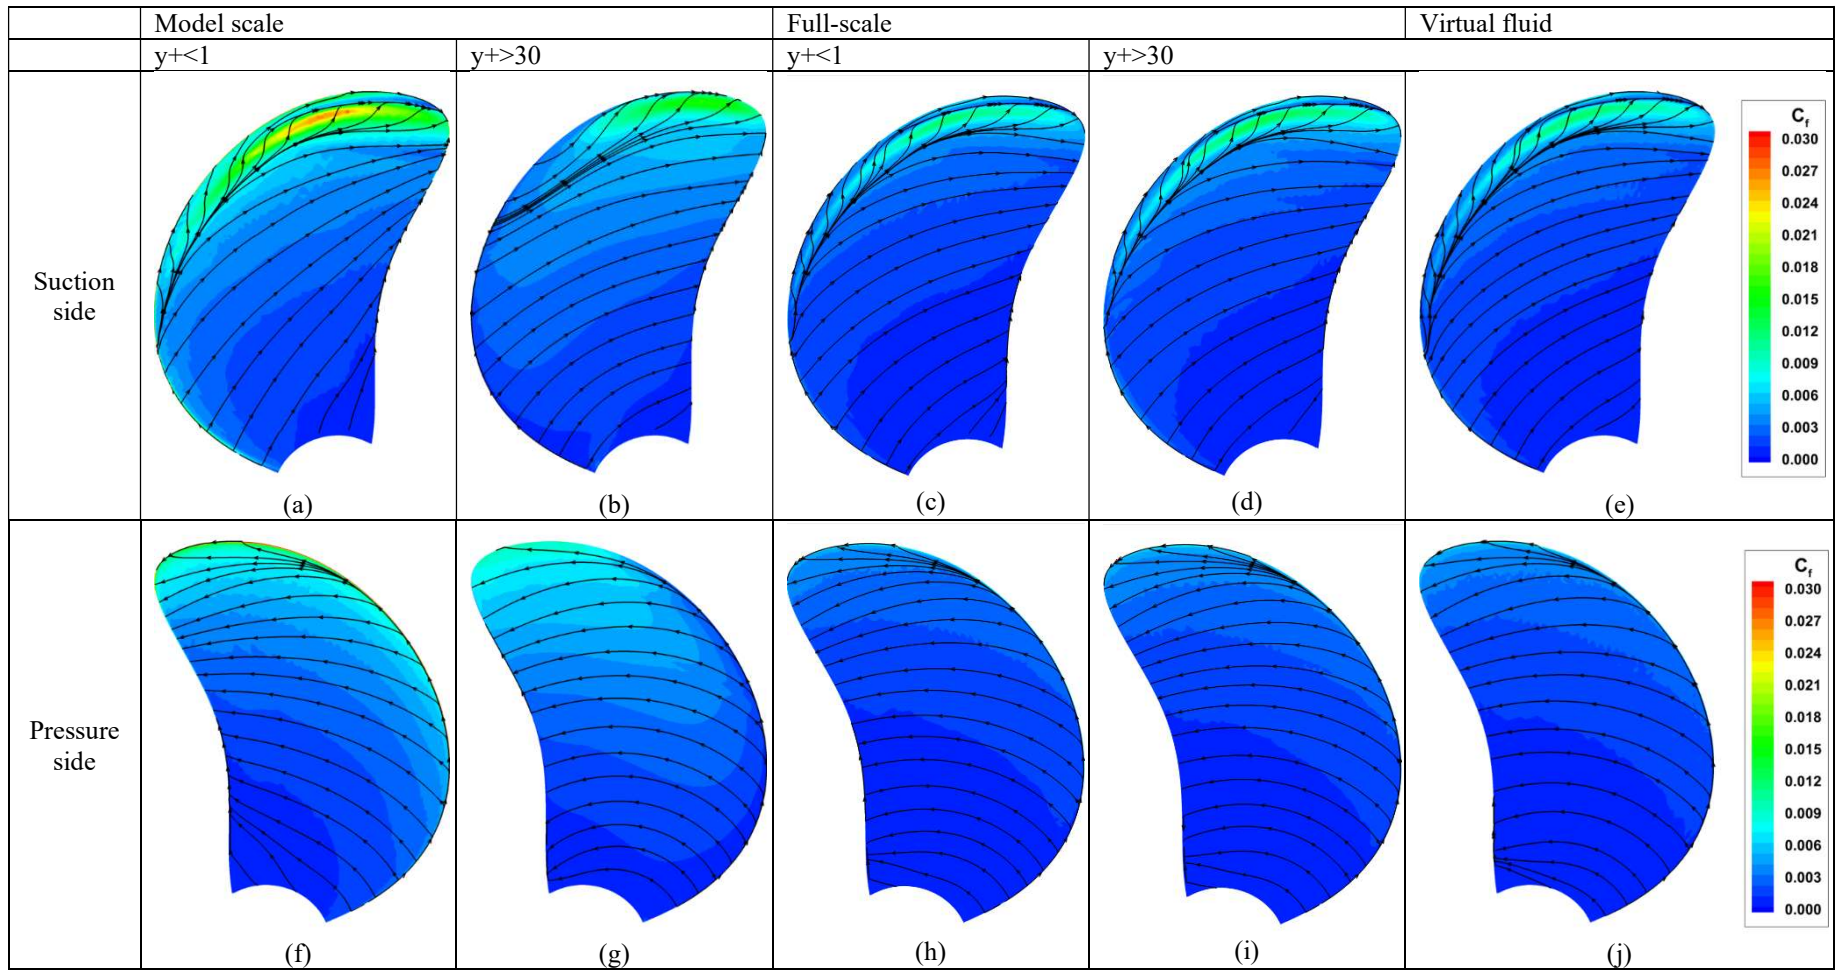 Model scale Full-scale Virtual fluid
y+<1 y+>30 y+<1 y+>30
Suction
side
C_f
0.030
0.027
0.024
0.021
0.018
0.015
0.012
0.009
0.006
0.003
0.000
(a) (b) (c) (d) (e)
Pressure
side
C_f
0.030
0.027
0.024
0.021
0.018
0.015
0.012
0.009
0.006
0.003
0.000
(f) (g) (h) (i) (j)